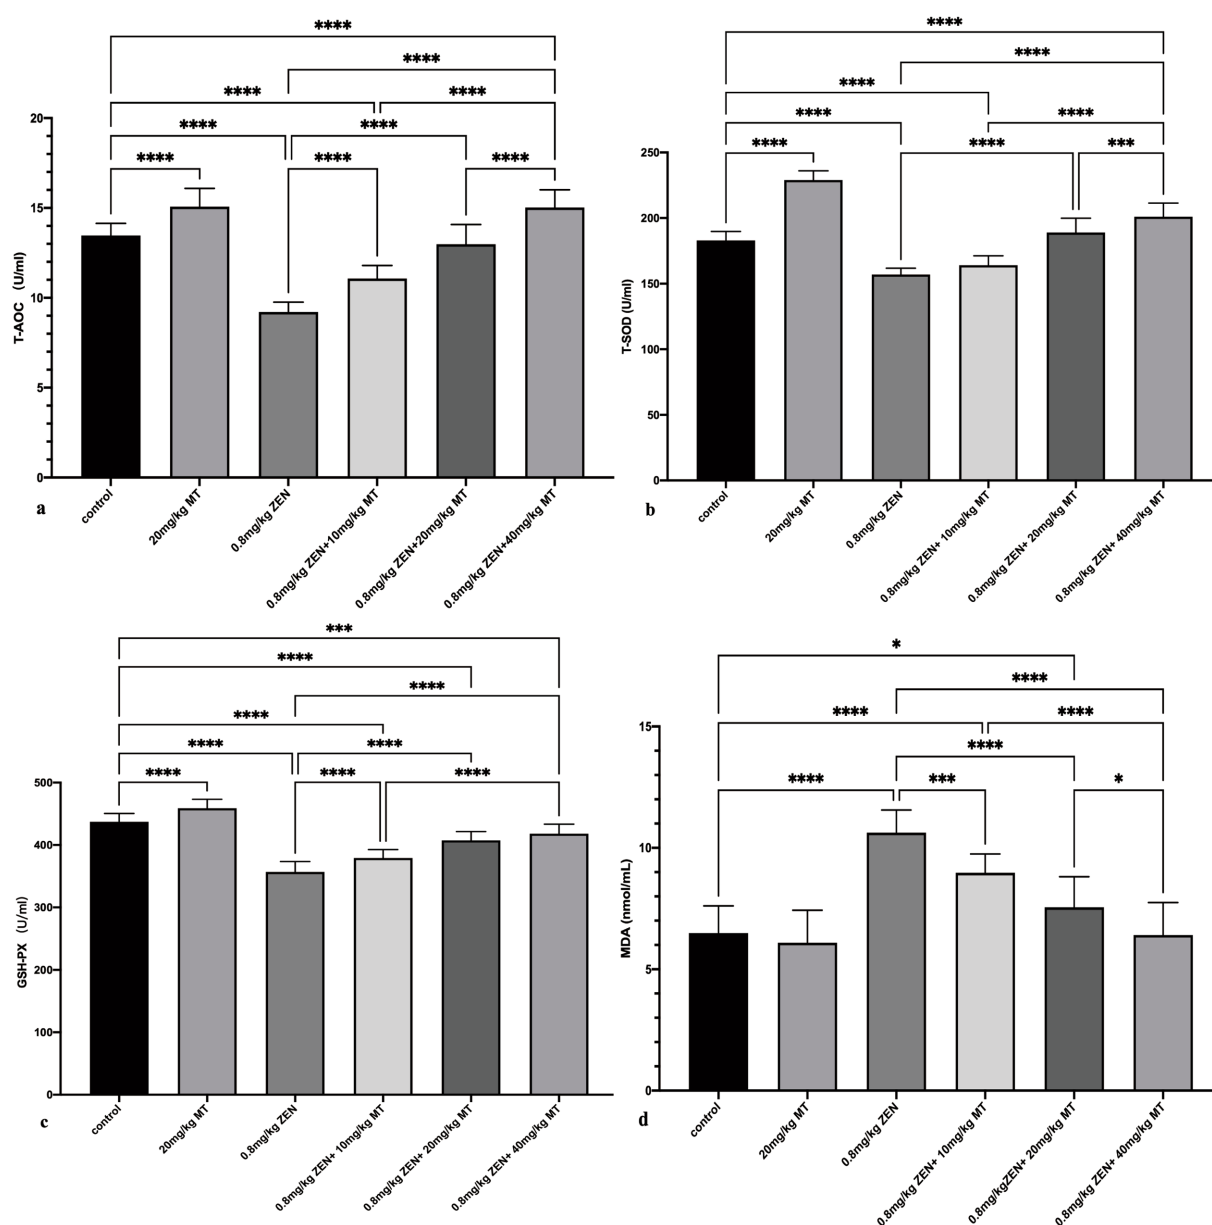 ****
****
****
****
****
****
****
****
****
20
15
10
5
0
T-AOC (U/ml)
control
20mg/kg MT
0.8mg/kg ZEN
0.8mg/kg ZEN+10mg/kg MT
0.8mg/kg ZEN+20mg/kg MT
0.8mg/kg ZEN+40mg/kg MT
a
****
****
****
****
****
****
****
***
250
200
150
100
50
0
T-SOD (U/ml)
control
20mg/kg MT
0.8mg/kg ZEN
0.8mg/kg ZEN+ 10mg/kg MT
0.8mg/kg ZEN+ 20mg/kg MT
0.8mg/kg ZEN+ 40mg/kg MT
b
***
****
****
****
****
****
****
****
****
500
400
300
200
100
0
GSH-PX (U/ml)
control
20mg/kg MT
0.8mg/kg ZEN
0.8mg/kg ZEN+ 10mg/kg MT
0.8mg/kg ZEN+ 20mg/kg MT
0.8mg/kg ZEN+ 40mg/kg MT
c
*
****
****
****
****
****
***
*
15
10
5
0
MDA (nmol/mL)
control
20mg/kg MT
0.8mg/kg ZEN
0.8mg/kg ZEN+ 10mg/kg MT
0.8mg/kgZEN+ 20mg/kg MT
0.8mg/kg ZEN+ 40mg/kg MT
d